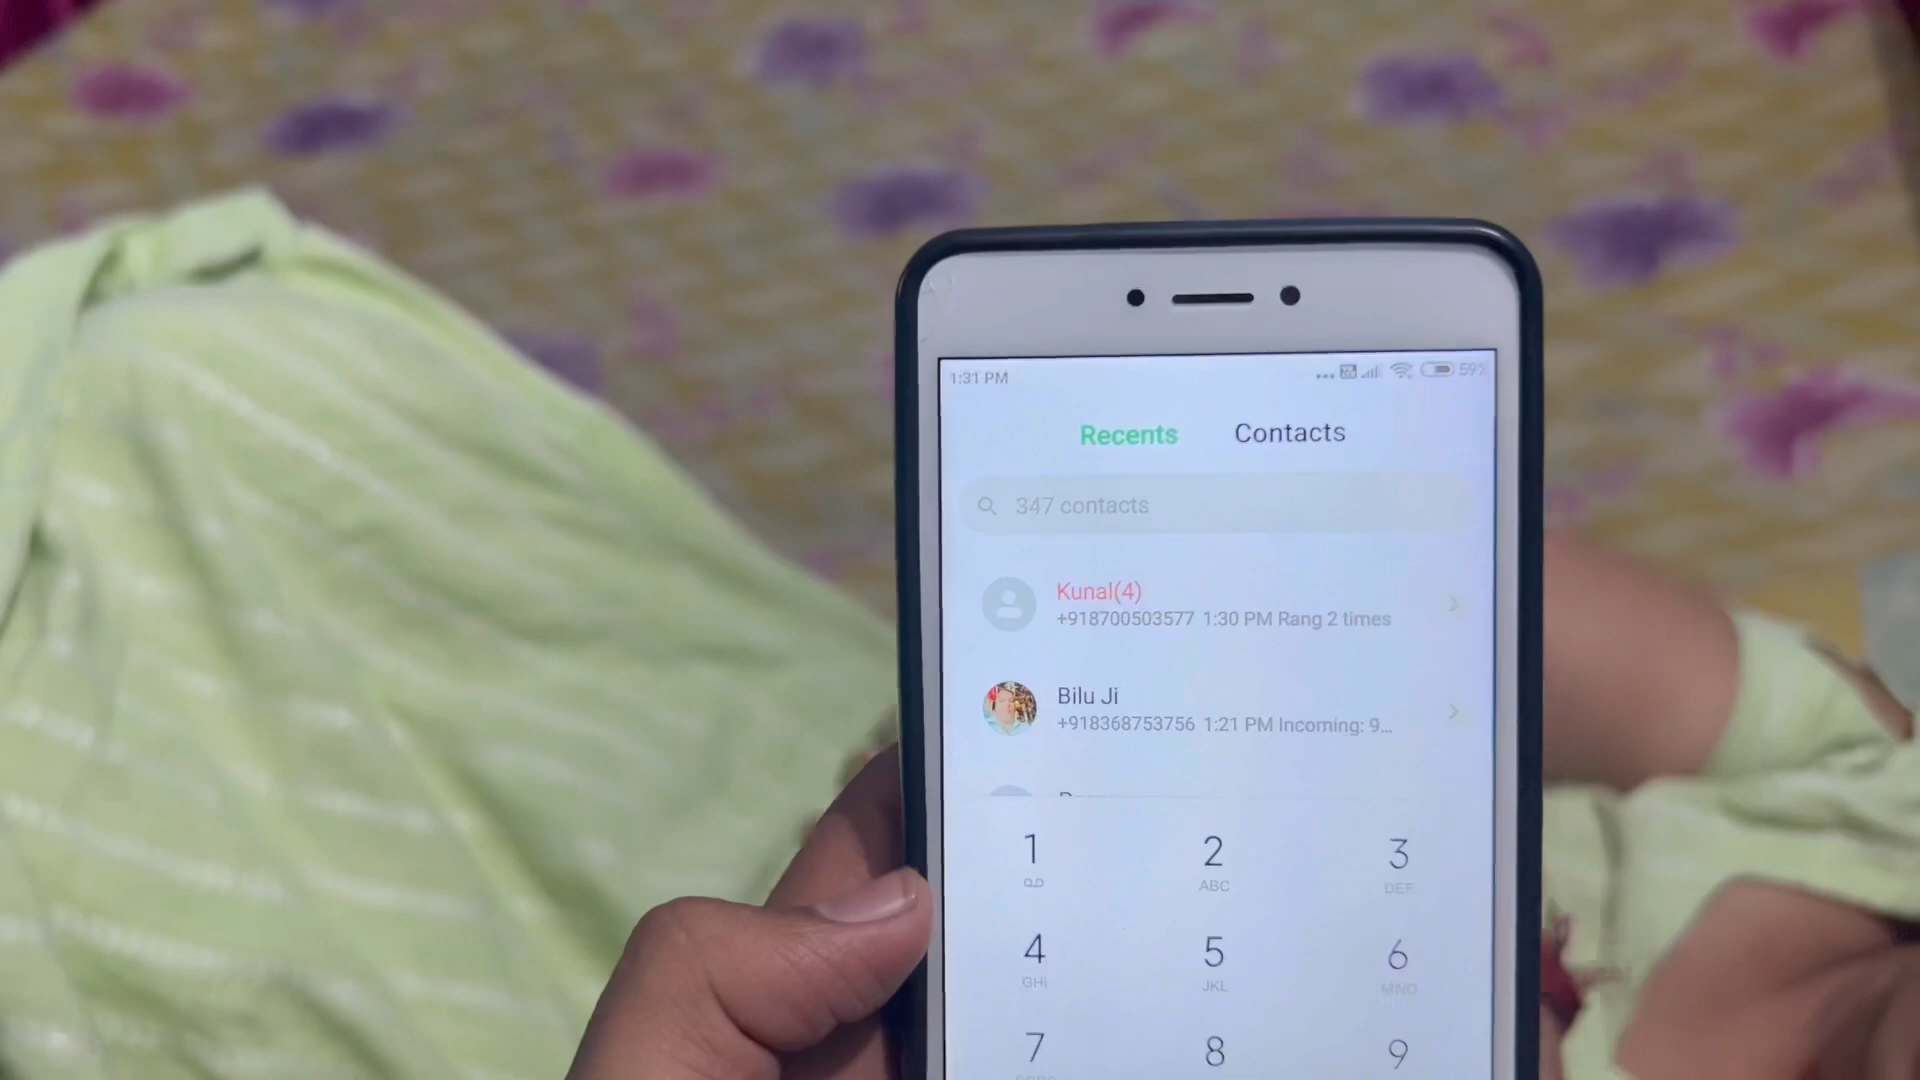 1:31 PM 59%
Recents Contacts
347 contacts
Kunal(4)
+918700503577 1:30 PM Rang 2 times
Bilu Ji
+918368753756 1:21 PM Incoming: 9...
1 2 3
ABC DEF
4 5 6
GHI JKL MNO
7 8 9